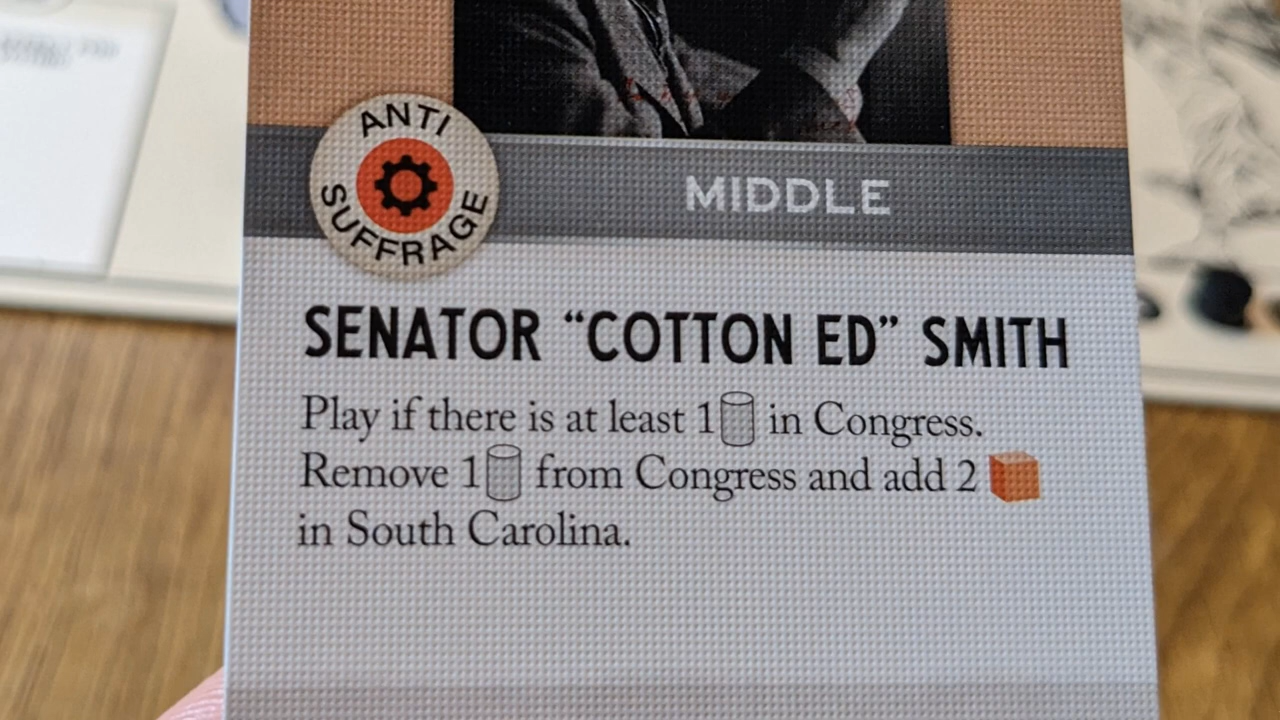 ANTI
SUFFRAGE
MIDDLE
SENATOR “COTTON ED” SMITH
Play if there is at least 1 in Congress.
Remove 1 from Congress and add 2
in South Carolina.